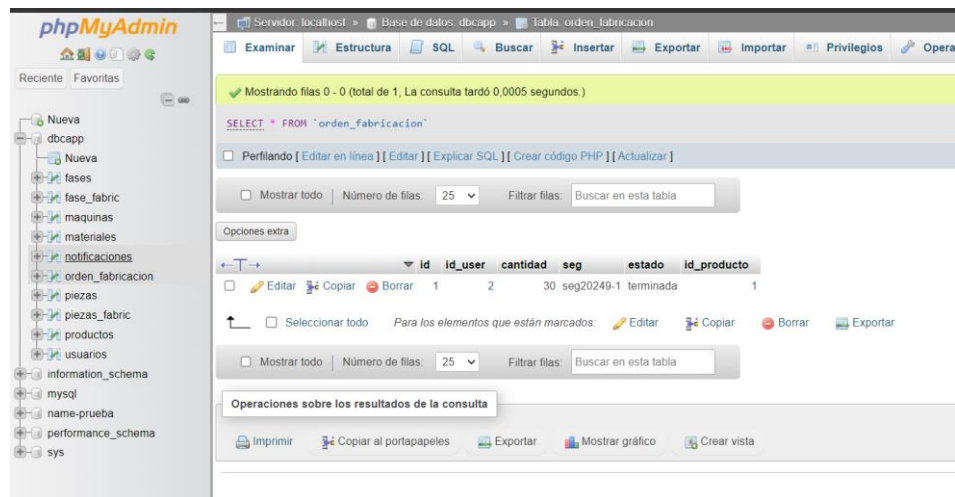 phpMyAdmin
Reciente Favoritas
Nueva
dbcapp
Nueva
fases
fase_fabric
maquinas
materiales
notificaciones
orden_fabricacion
piezas
piezas_fabric
productos
usuarios
information_schema
mysql
name-prueba
performance_schema
sys
Servidor: localhost » Base de datos: dbcapp » Tabla: orden_fabricacion
Examinar Estructura SQL Buscar Insertar Exportar Importar Privilegios Opera
Mostrando filas 0 - 0 (total de 1, La consulta tardó 0,0005 segundos.)
SELECT * FROM `orden_fabricacion`
Perfilando [ Editar en línea ] [ Editar ] [ Explicar SQL ] [ Crear código PHP ] [ Actualizar ]
Mostrar todo | Número de filas: 25 Filtrar filas: Buscar en esta tabla
Opciones extra
←T→ id id_user cantidad seg estado id_producto
Editar Copiar Borrar 1 2 30 seg20249-1 terminada 1
Seleccionar todo Para los elementos que están marcados: Editar Copiar Borrar Exportar
Mostrar todo | Número de filas: 25 Filtrar filas: Buscar en esta tabla
Operaciones sobre los resultados de la consulta
Imprimir Copiar al portapapeles Exportar Mostrar gráfico Crear vista